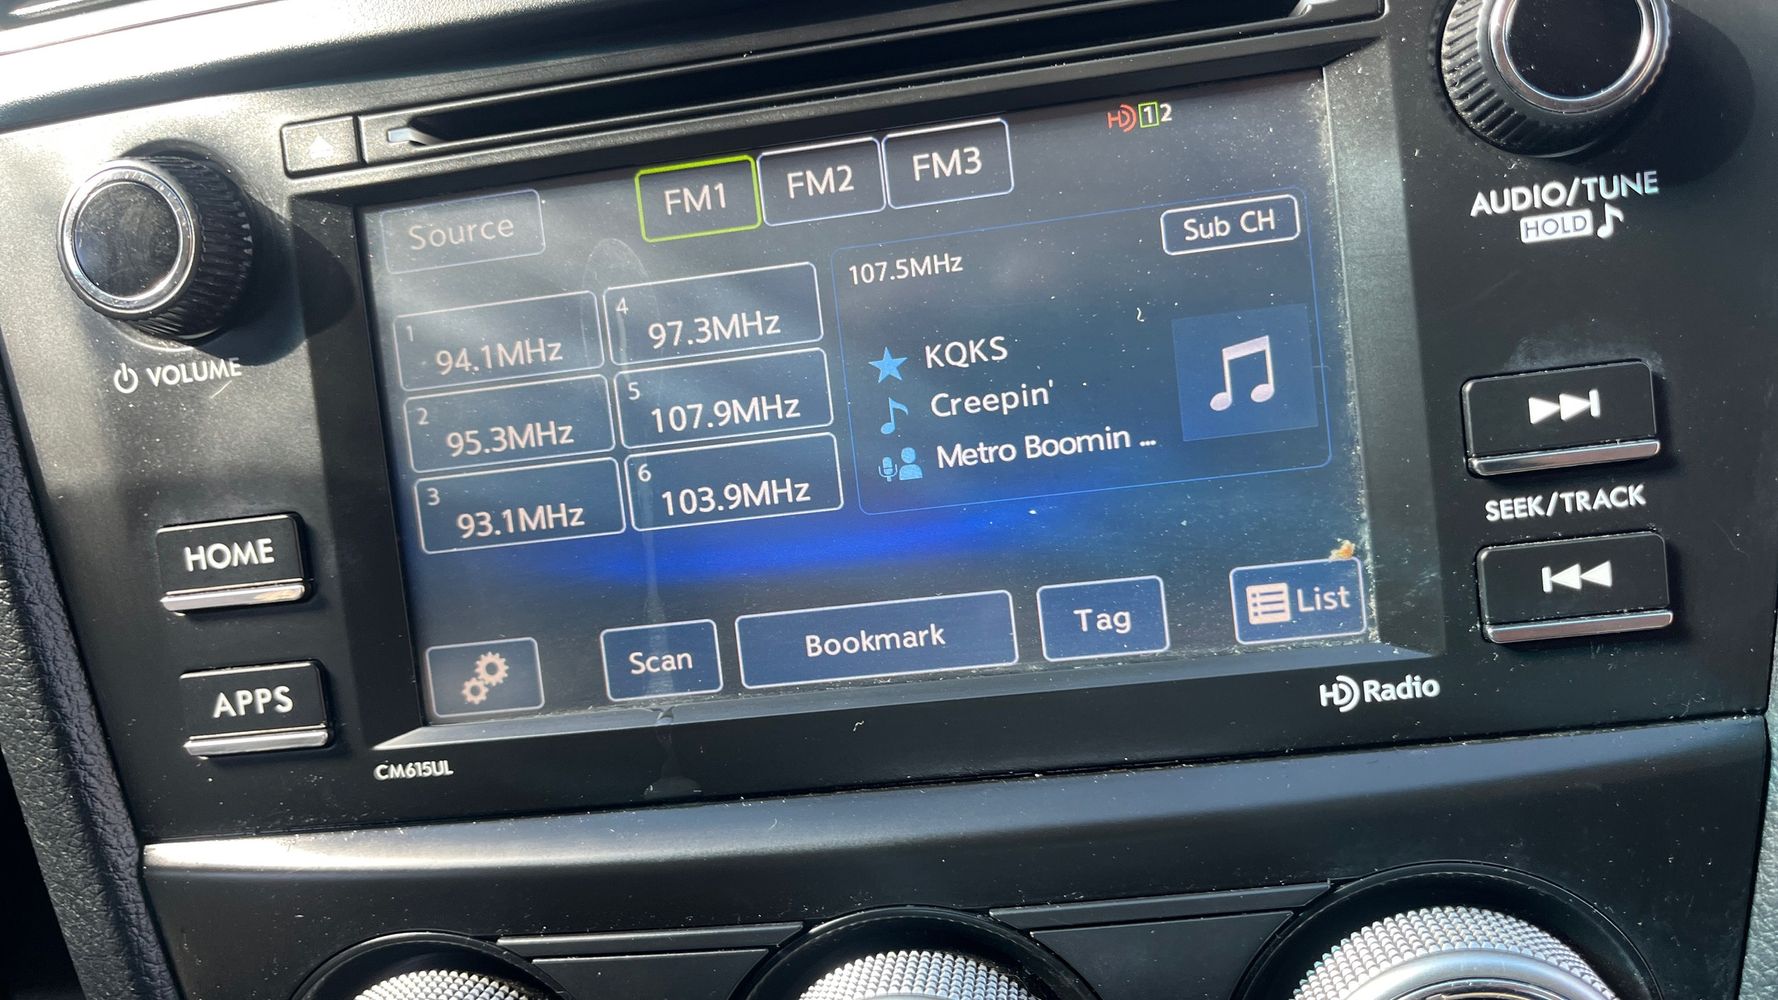 FM1
FM2
FM3
HD 1 2
AUDIO/TUNE
HOLD
Source
Sub CH
107.5MHz
1
94.1MHz
4
97.3MHz
2
95.3MHz
5
107.9MHz
3
93.1MHz
6
103.9MHz
KQKS
Creepin'
Metro Boomin ...
VOLUME
HOME
APPS
SEEK/TRACK
Scan
Bookmark
Tag
List
HD Radio
CM615UL